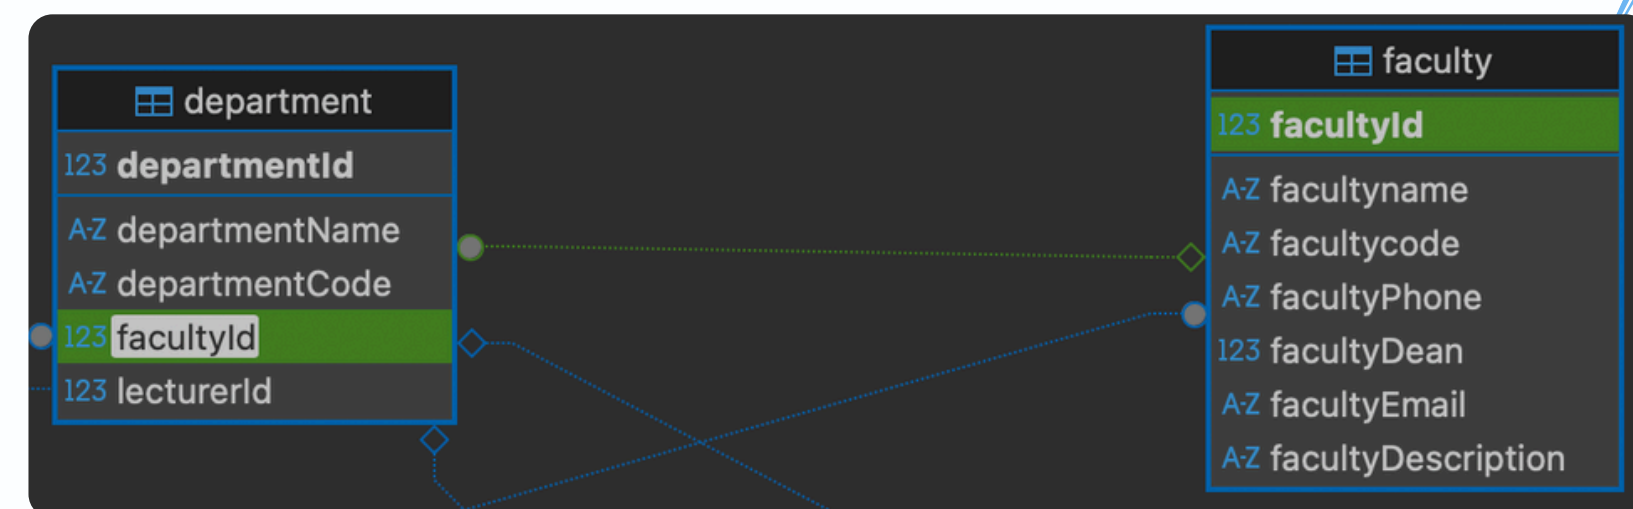 department
123 departmentId
A-Z departmentName
A-Z departmentCode
123 facultyId
123 lecturerId
faculty
123 facultyId
A-Z facultyname
A-Z facultycode
A-Z facultyPhone
123 facultyDean
A-Z facultyEmail
A-Z facultyDescription